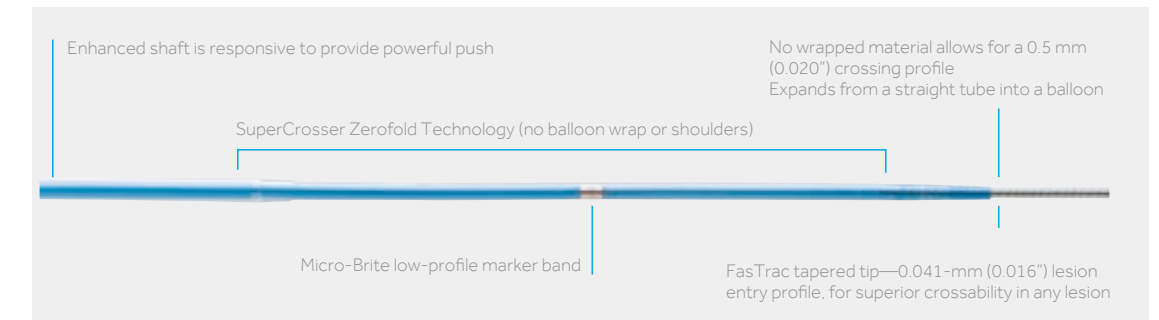 Enhanced shaft is responsive to provide powerful push
No wrapped material allows for a 0.5 mm
(0.020”) crossing profile
Expands from a straight tube into a balloon
SuperCrosser Zerofold Technology (no balloon wrap or shoulders)
Micro-Brite low-profile marker band
FasTrac tapered tip—0.041-mm (0.016”) lesion
entry profile, for superior crossability in any lesion